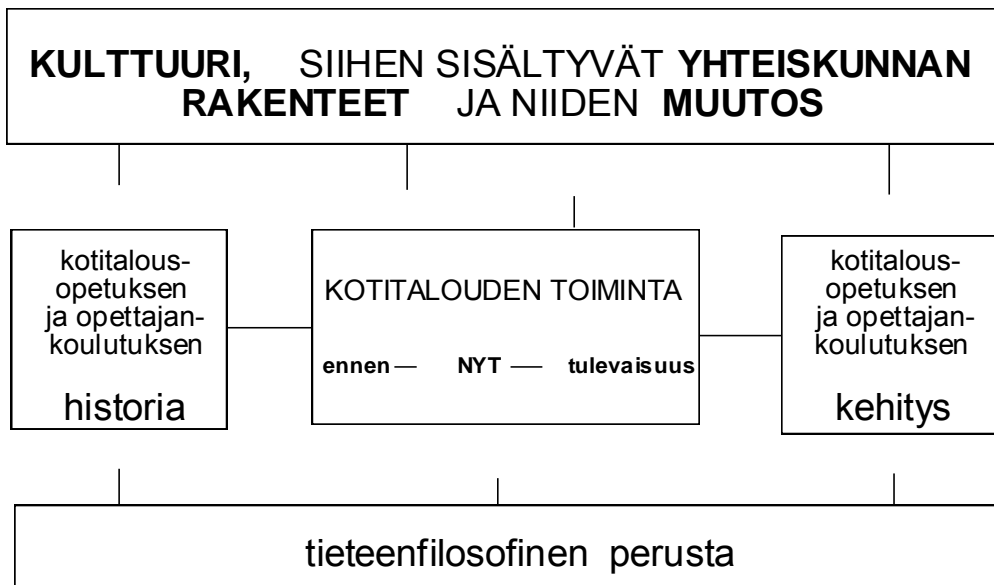 KULTTUURI, SIIHEN SISÄLTYVÄT YHTEISKUNNAN
RAKENTEET JA NIIDEN MUUTOS
kotitalous-
opetuksen
ja opettajan-
koulutuksen
historia
KOTITALOUDEN TOIMINTA
ennen — NYT — tulevaisuus
kotitalous-
opetuksen
ja opettajan-
koulutuksen
kehitys
tieteenfilosofinen perusta